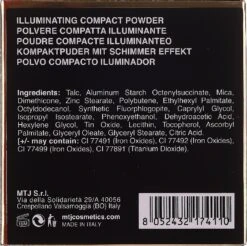 ILLUMINATING COMPACT POWDER
POLVERE COMPATTA ILLUMINANTE
POUDRE COMPACTE ILLUMINANTEO
KOMPAKTPUDER MIT SCHIMMER EFFEKT
POLVO COMPACTO ILUMINADOR
Ingredients: Talc, Aluminum Starch Octenylsuccinate, Mica,
Dimethicone, Zinc Stearate, Polybutene, Ethylhexyl Palmitate,
Octyldodecanol, Synthetic Fluorphlogopite, Caprylyl Glycol,
Isopropyl Isostearate, Phenoxyethanol, Dehydroacetic Acid,
Hexylene Glycol, Tin Oxide, Lecithin, Tocopherol, Ascorbyl
Palmitate, Glyceryl Oleate, Glyceryl Stearate, Citric Acid.
[+/- may contain: CI 77491 (Iron Oxides), CI 77492 (Iron Oxides),
CI 77499 (Iron Oxides), CI 77891 (Titanium Dioxide).
MTJ S.r.l.
Via della Solidarietà 29/A 40056
Crespellano Valsamoggia (BO) Italy
www.mtjcosmetics.com
8 052432 174110